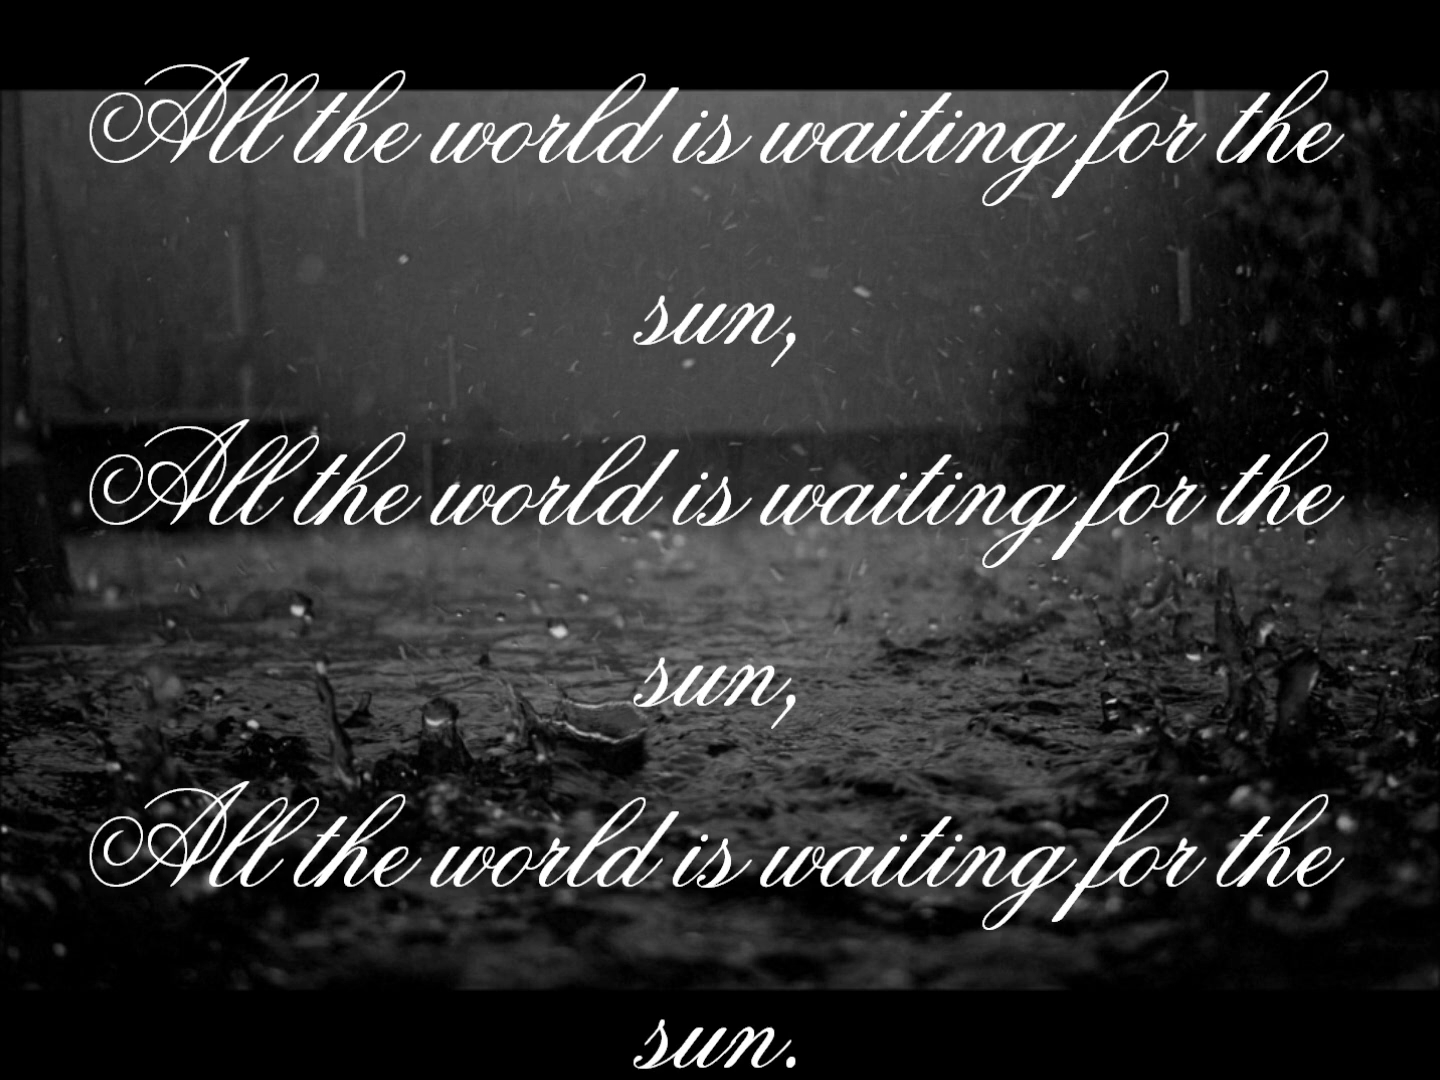 All the world is waiting for the
sun,
All the world is waiting for the
sun,
All the world is waiting for the
sun.